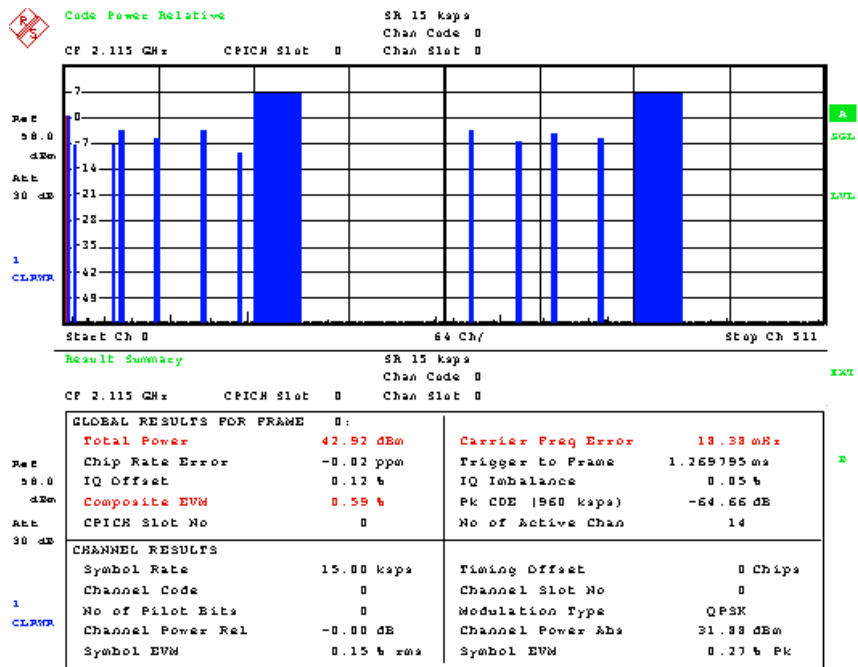 R S
Code Power Relative SR 15 ksps
Chan Code 0
CF 2.115 GHz CPICH Slot 0 Chan Slot 0
Ref
58.0
dBm
Att
30 dB
1
CLRWR
7
0
-7
-14
-21
-28
-35
-42
-49
A
SGL
LVL
Start Ch 0 64 Ch/ Stop Ch 511
Result Summary SR 15 ksps
Chan Code 0
CF 2.115 GHz CPICH Slot 0 Chan Slot 0
EXT
GLOBAL RESULTS FOR FRAME 0:
Total Power 42.92 dBm Carrier Freq Error 18.38 mHz
Ref Chip Rate Error -0.02 ppm Trigger to Frame 1.269795 ms
58.0 IQ Offset 0.12 % IQ Imbalance 0.05 %
dBm Composite EVM 0.59 % Pk CDE (960 ksps) -64.66 dB
Att CPICH Slot No 0 No of Active Chan 14
30 dB
CHANNEL RESULTS
Symbol Rate 15.00 ksps Timing Offset 0 Chips
Channel Code 0 Channel Slot No 0
1 No of Pilot Bits 0 Modulation Type QPSK
CLRWR Channel Power Rel -0.00 dB Channel Power Abs 31.88 dBm
Symbol EVM 0.15 % rms Symbol EVM 0.27 % Pk